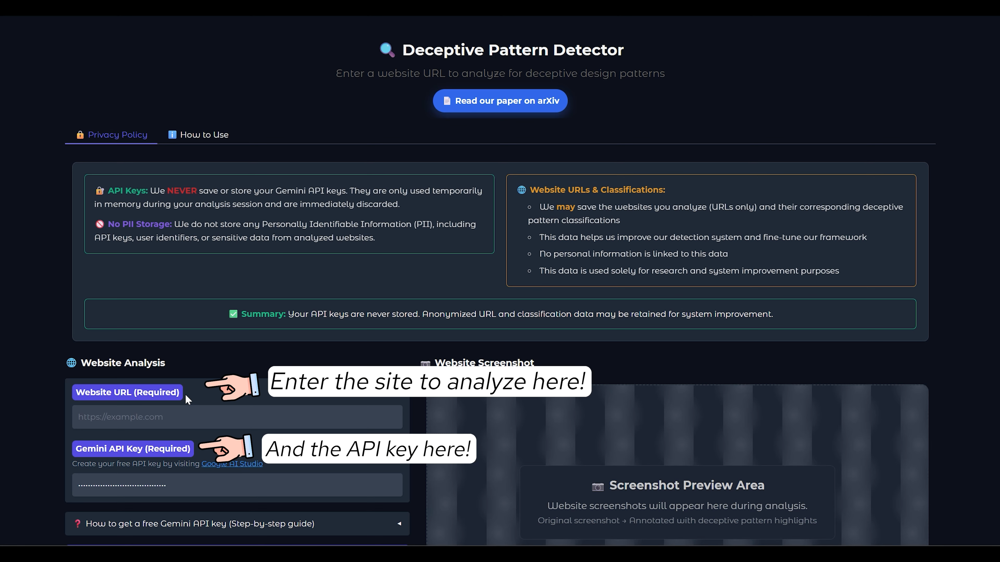 Deceptive Pattern Detector
Enter a website URL to analyze for deceptive design patterns
Read our paper on arXiv
Privacy Policy
How to Use
API Keys: We NEVER save or store your Gemini API keys. They are only used temporarily
in memory during your analysis session and are immediately discarded.
No PII Storage: We do not store any Personally Identifiable Information (PII), including
API keys, user identifiers, or sensitive data from analyzed websites.
Website URLs & Classifications:
We may save the websites you analyze (URLs only) and their corresponding deceptive
pattern classifications
This data helps us improve our detection system and fine-tune our framework
No personal information is linked to this data
This data is used solely for research and system improvement purposes
Summary: Your API keys are never stored. Anonymized URL and classification data may be retained for system improvement.
Website Analysis
Website Screenshot
Enter the site to analyze here!
Website URL (Required)
https://example.com
And the API key here!
Gemini API Key (Required)
Create your free API key by visiting Google AI Studio
How to get a free Gemini API key (Step-by-step guide)
Screenshot Preview Area
Website screenshots will appear here during analysis.
Original screenshot → Annotated with deceptive pattern highlights